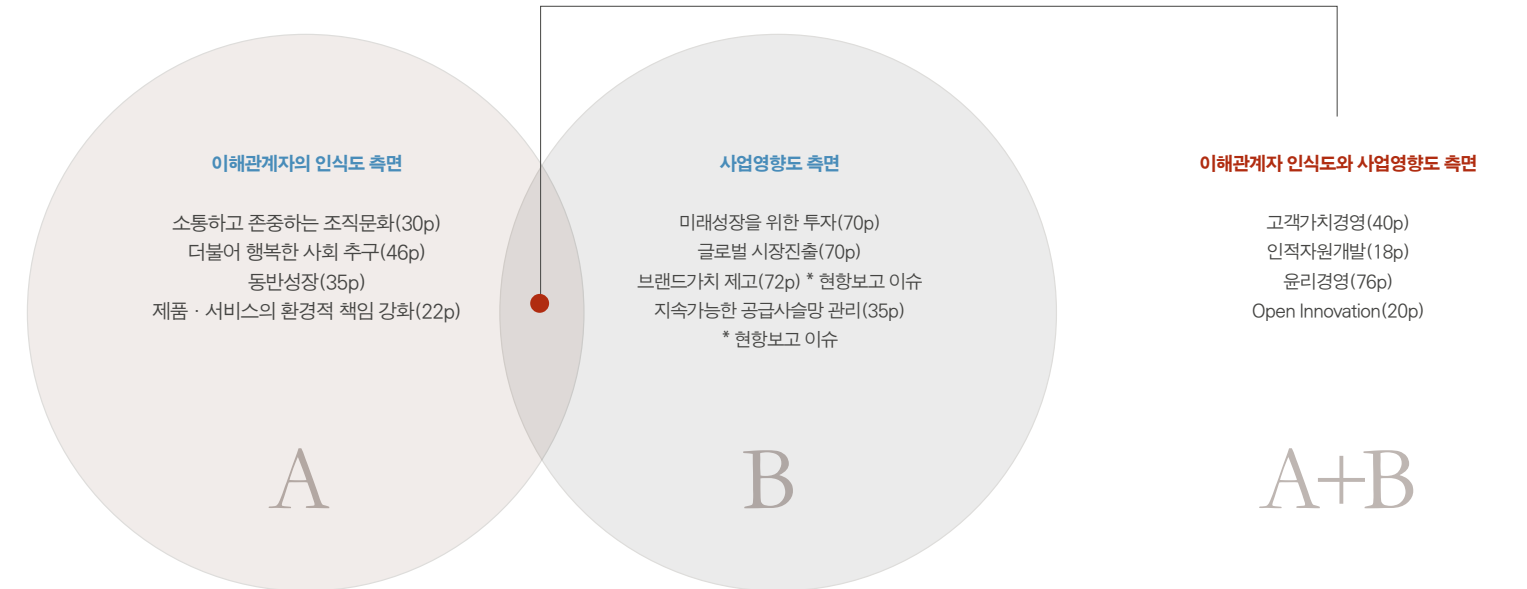 이해관계자의 인식도 측면
소통하고 존중하는 조직문화(30p)
더불어 행복한 사회 추구(46p)
동반성장(35p)
제품 · 서비스의 환경적 책임 강화(22p)
A
사업영향도 측면
미래성장을 위한 투자(70p)
글로벌 시장진출(70p)
브랜드가치 제고(72p) * 현항보고 이슈
지속가능한 공급사슬망 관리(35p)
* 현항보고 이슈
B
이해관계자 인식도와 사업영향도 측면
고객가치경영(40p)
인적자원개발(18p)
윤리경영(76p)
Open Innovation(20p)
A+B